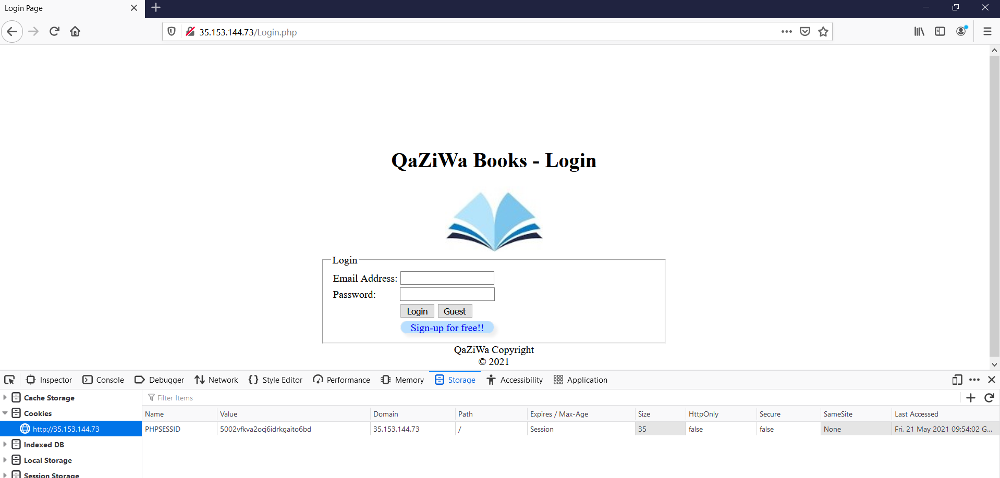 Login Page
35.153.144.73/Login.php
QaZiWa Books - Login
Login
Email Address:
Password:
Login Guest
Sign-up for free!!
QaZiWa Copyright
© 2021
Inspector Console Debugger Network Style Editor Performance Memory Storage Accessibility Application
Cache Storage
Filter Items
Cookies
Name Value Domain Path Expires / Max-Age Size HttpOnly Secure SameSite Last Accessed
http://35.153.144.73
PHPSESSID 5002vfkva2ocj6idrkgaito6bd 35.153.144.73 / Session 35 false false None Fri, 21 May 2021 09:54:02 G...
Indexed DB
Local Storage
Session Storage